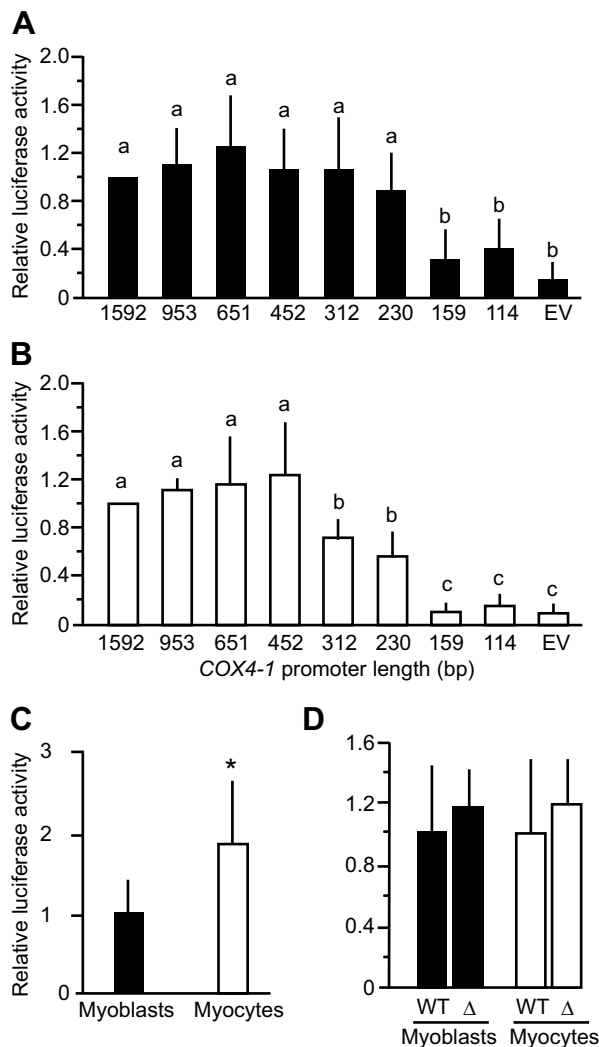 A
Relative luciferase activity
2.0
1.6
1.2
0.8
0.4
0
a a a a a a b b b
1592 953 651 452 312 230 159 114 EV
B
Relative luciferase activity
2.0
1.6
1.2
0.8
0.4
0
a a a a b b c c c
1592 953 651 452 312 230 159 114 EV
COX4-1 promoter length (bp)
C
Relative luciferase activity
3
2
1
0
*
Myoblasts Myocytes
D
1.6
1.2
0.8
0.4
0
WT Δ WT Δ
Myoblasts Myocytes